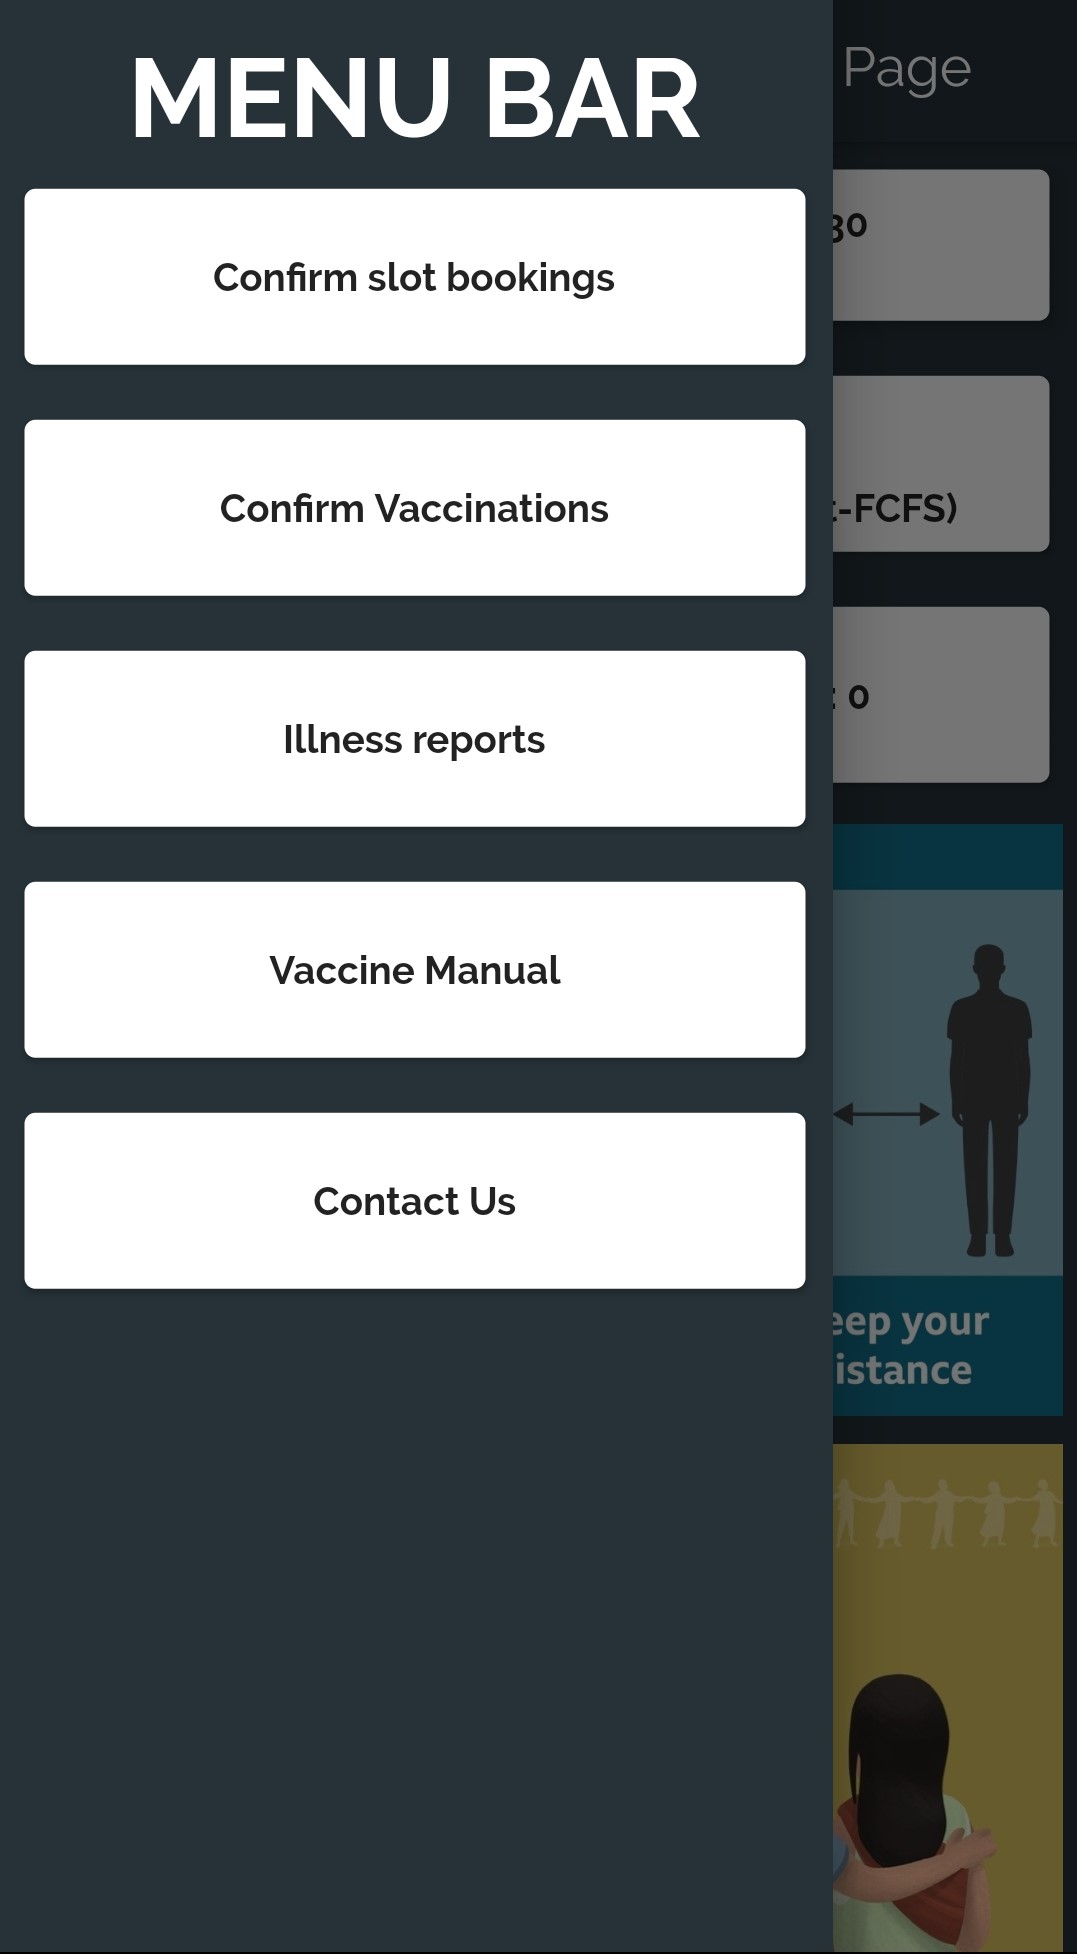 MENU BAR
Page
Confirm slot bookings
30
Confirm Vaccinations
t-FCFS)
Illness reports
: 0
Vaccine Manual
Contact Us
eep your
istance